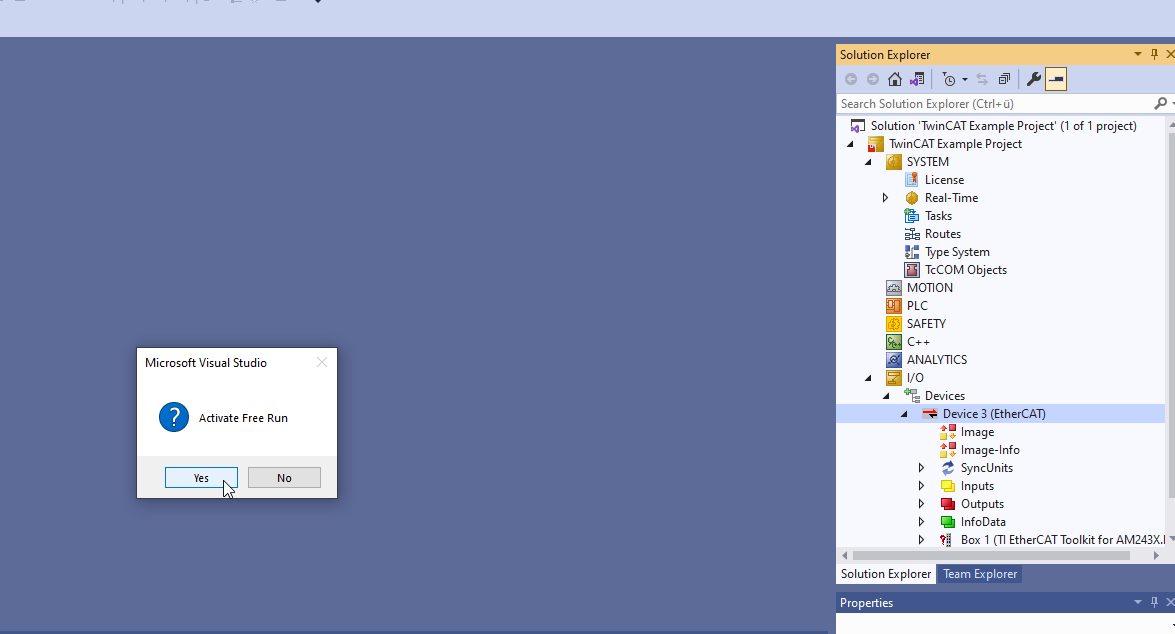 Solution Explorer
Search Solution Explorer (Ctrl+ü)
Solution 'TwinCAT Example Project' (1 of 1 project)
TwinCAT Example Project
SYSTEM
License
Real-Time
Tasks
Routes
Type System
TcCOM Objects
MOTION
PLC
SAFETY
C++
ANALYTICS
I/O
Devices
Device 3 (EtherCAT)
Image
Image-Info
SyncUnits
Inputs
Outputs
InfoData
Box 1 (TI EtherCAT Toolkit for AM243X.
Solution Explorer Team Explorer
Properties
Microsoft Visual Studio
Activate Free Run
Yes No